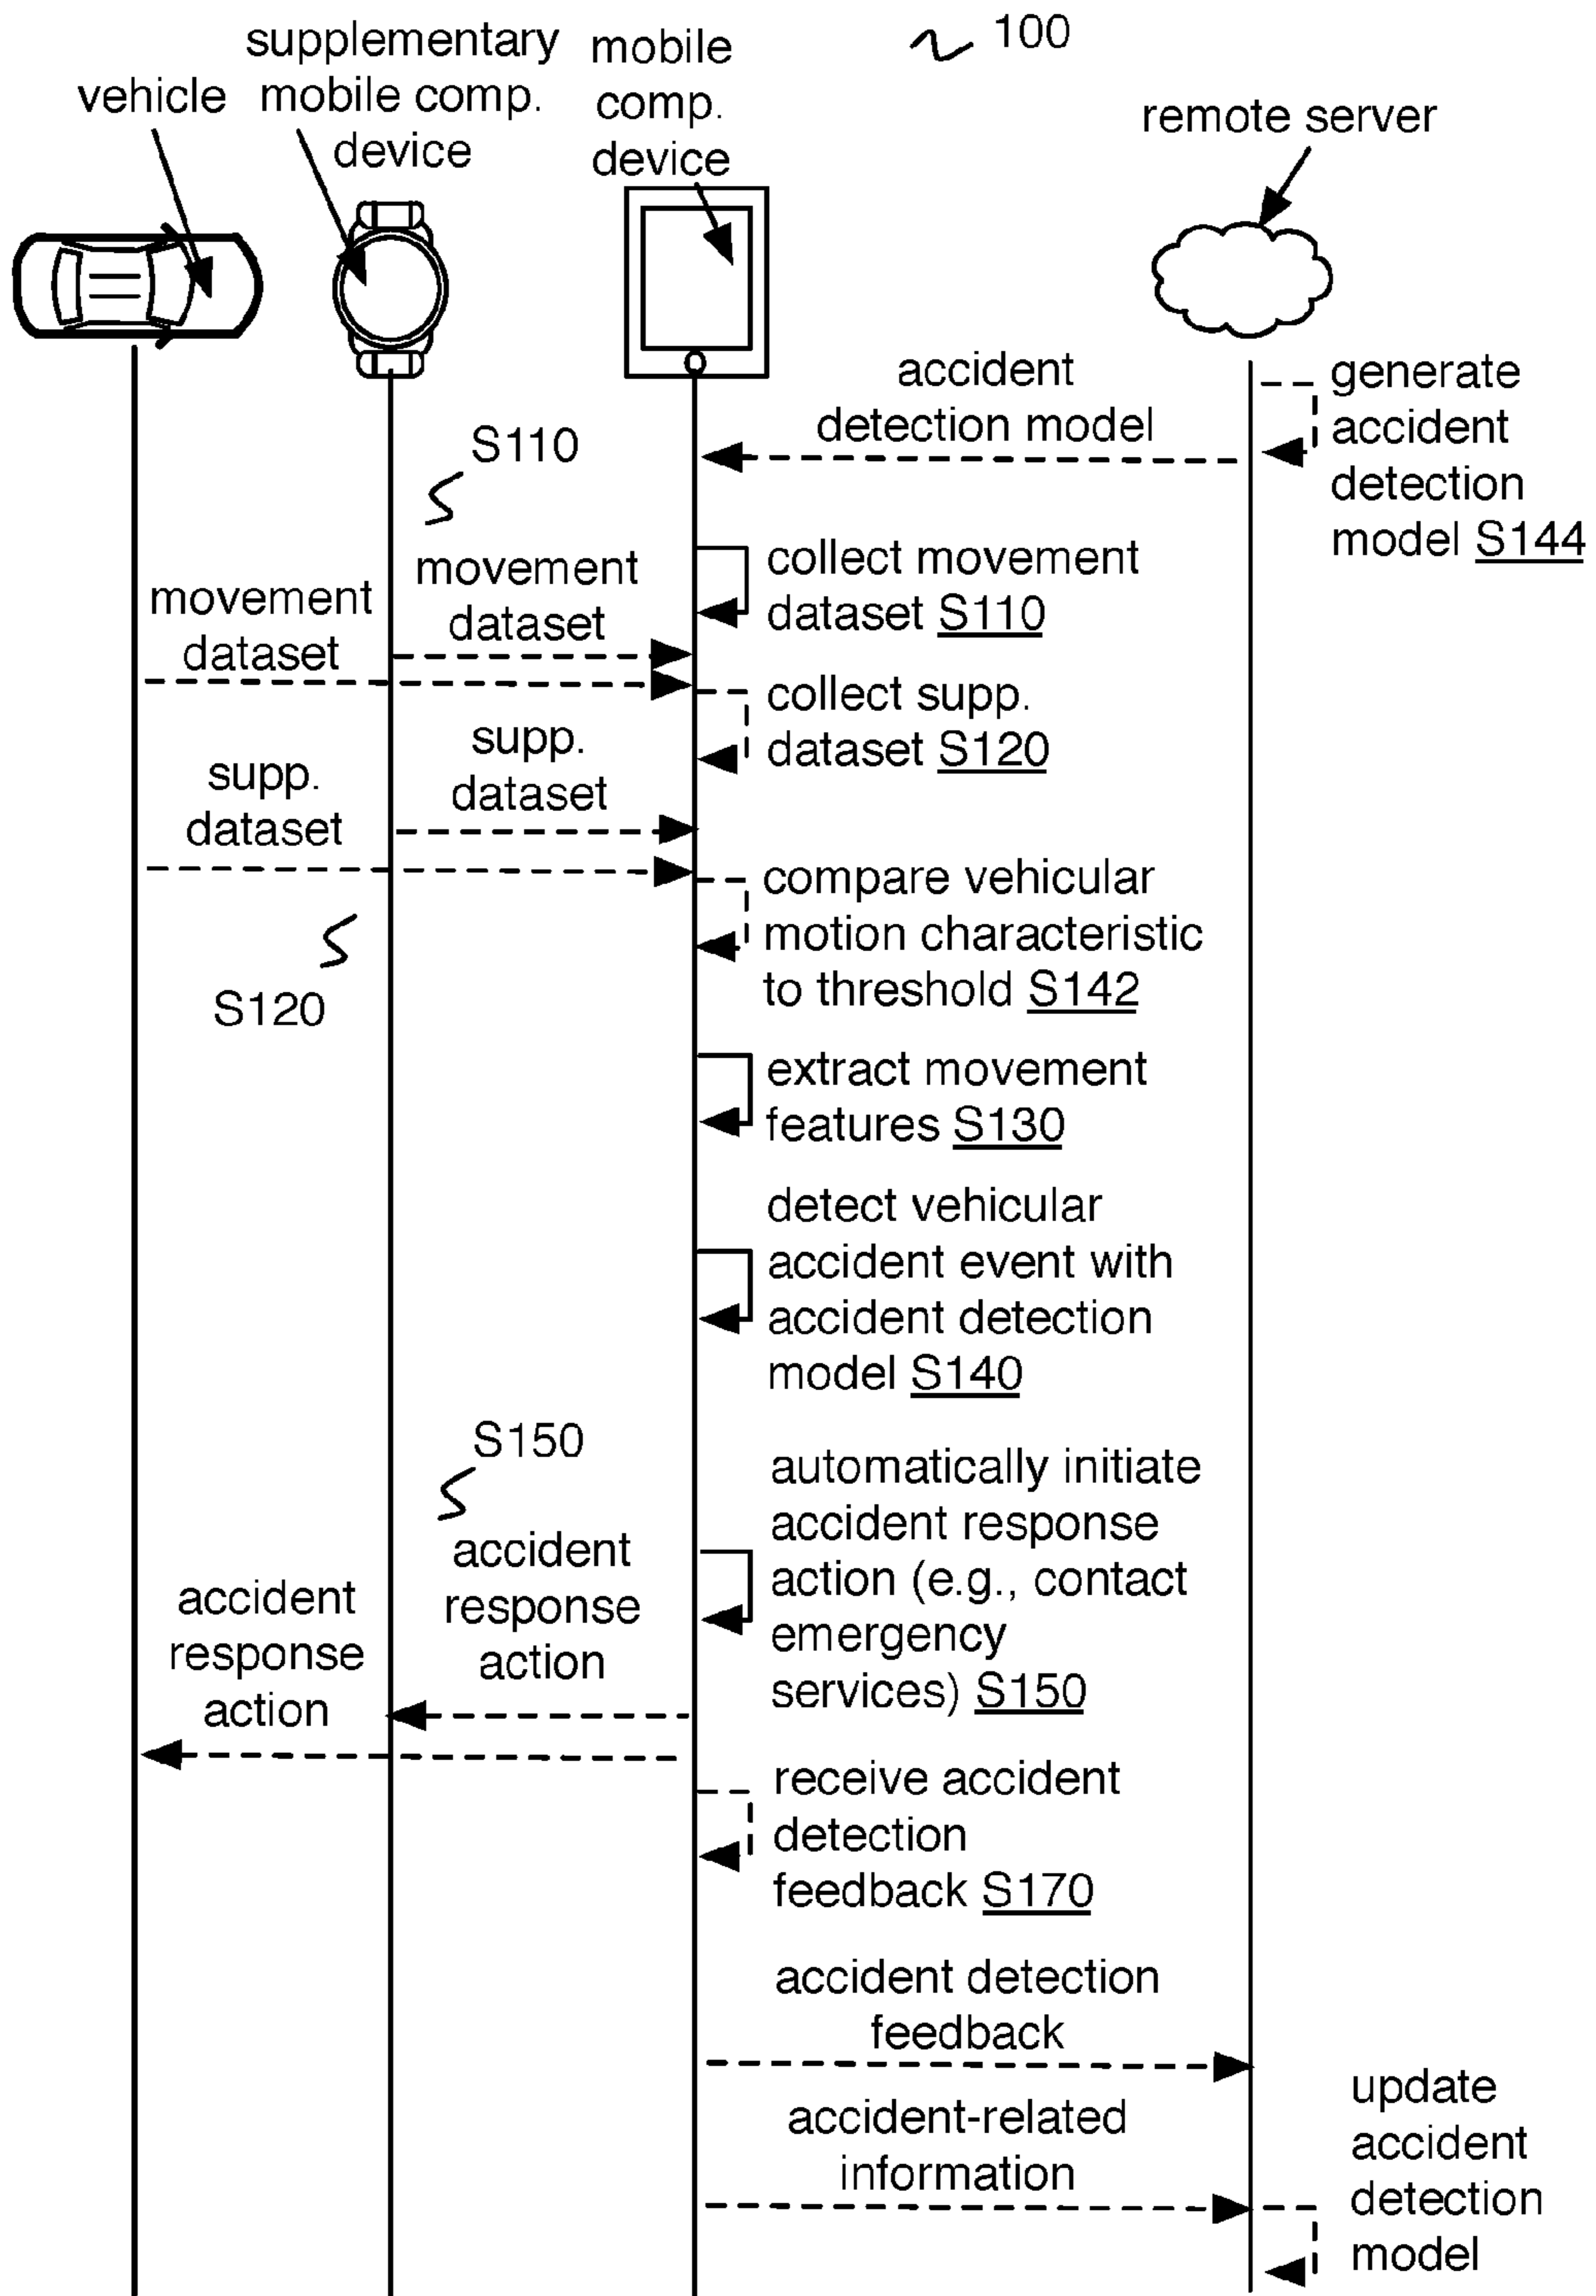 100
supplementary
mobile comp.
device
mobile
comp.
device
vehicle
remote server
accident
detection model
generate
accident
detection
model S144
S110
movement
dataset
movement
dataset
collect movement
dataset S110
collect supp.
dataset S120
supp.
dataset
supp.
dataset
S120
compare vehicular
motion characteristic
to threshold S142
extract movement
features S130
detect vehicular
accident event with
accident detection
model S140
S150
automatically initiate
accident response
action (e.g., contact
emergency
services) S150
accident
response
action
accident
response
action
receive accident
detection
feedback S170
accident detection
feedback
accident-related
information
update
accident
detection
model